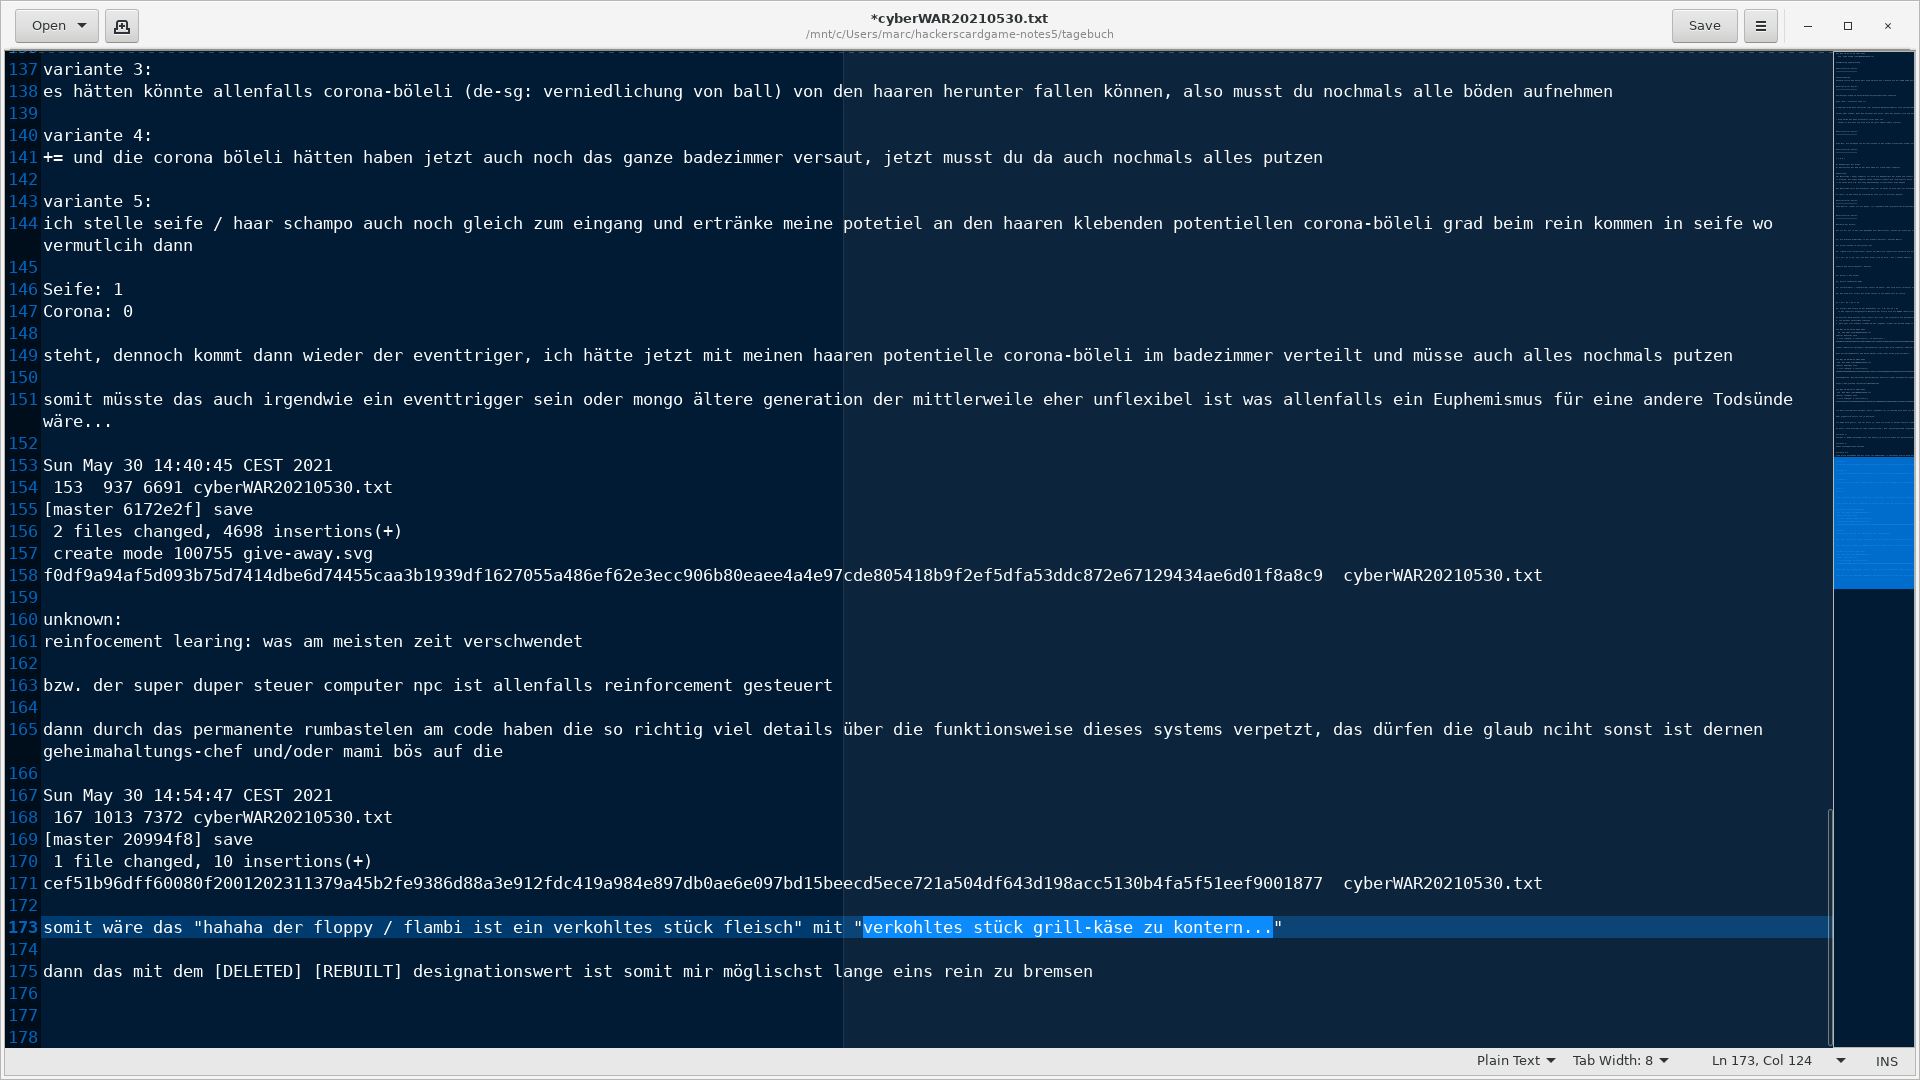 Open
*cyberWAR20210530.txt
/mnt/c/Users/marc/hackerscardgame-notes5/tagebuch
Save
137 variante 3:
138 es hätten könnte allenfalls corona-böleli (de-sg: verniedlichung von ball) von den haaren herunter fallen können, also musst du nochmals alle böden aufnehmen
139
140 variante 4:
141 += und die corona böleli hätten haben jetzt auch noch das ganze badezimmer versaut, jetzt musst du da auch nochmals alles putzen
142
143 variante 5:
144 ich stelle seife / haar schampo auch noch gleich zum eingang und ertränke meine potetiel an den haaren klebenden potentiellen corona-böleli grad beim rein kommen in seife wo
vermutlcih dann
145
146 Seife: 1
147 Corona: 0
148
149 steht, dennoch kommt dann wieder der eventtriger, ich hätte jetzt mit meinen haaren potentielle corona-böleli im badezimmer verteilt und müsse auch alles nochmals putzen
150
151 somit müsste das auch irgendwie ein eventtrigger sein oder mongo ältere generation der mittlerweile eher unflexibel ist was allenfalls ein Euphemismus für eine andere Todsünde
wäre...
152
153 Sun May 30 14:40:45 CEST 2021
154  153  937 6691 cyberWAR20210530.txt
155 [master 6172e2f] save
156  2 files changed, 4698 insertions(+)
157  create mode 100755 give-away.svg
158 f0df9a94af5d093b75d7414dbe6d74455caa3b1939df1627055a486ef62e3ecc906b80eaee4a4e97cde805418b9f2ef5dfa53ddc872e67129434ae6d01f8a8c9  cyberWAR20210530.txt
159
160 unknown:
161 reinfocement learing: was am meisten zeit verschwendet
162
163 bzw. der super duper steuer computer npc ist allenfalls reinforcement gesteuert
164
165 dann durch das permanente rumbastelen am code haben die so richtig viel details über die funktionsweise dieses systems verpetzt, das dürfen die glaub nciht sonst ist dernen
geheimahaltungs-chef und/oder mami bös auf die
166
167 Sun May 30 14:54:47 CEST 2021
168  167 1013 7372 cyberWAR20210530.txt
169 [master 20994f8] save
170  1 file changed, 10 insertions(+)
171 cef51b96dff60080f2001202311379a45b2fe9386d88a3e912fdc419a984e897db0ae6e097bd15beecd5ece721a504df643d198acc5130b4fa5f51eef9001877  cyberWAR20210530.txt
172
173 somit wäre das "hahaha der floppy / flambi ist ein verkohltes stück fleisch" mit "verkohltes stück grill-käse zu kontern..."
174
175 dann das mit dem [DELETED] [REBUILT] designationswert ist somit mir möglischst lange eins rein zu bremsen
176
177
178
Plain Text
Tab Width: 8
Ln 173, Col 124
INS